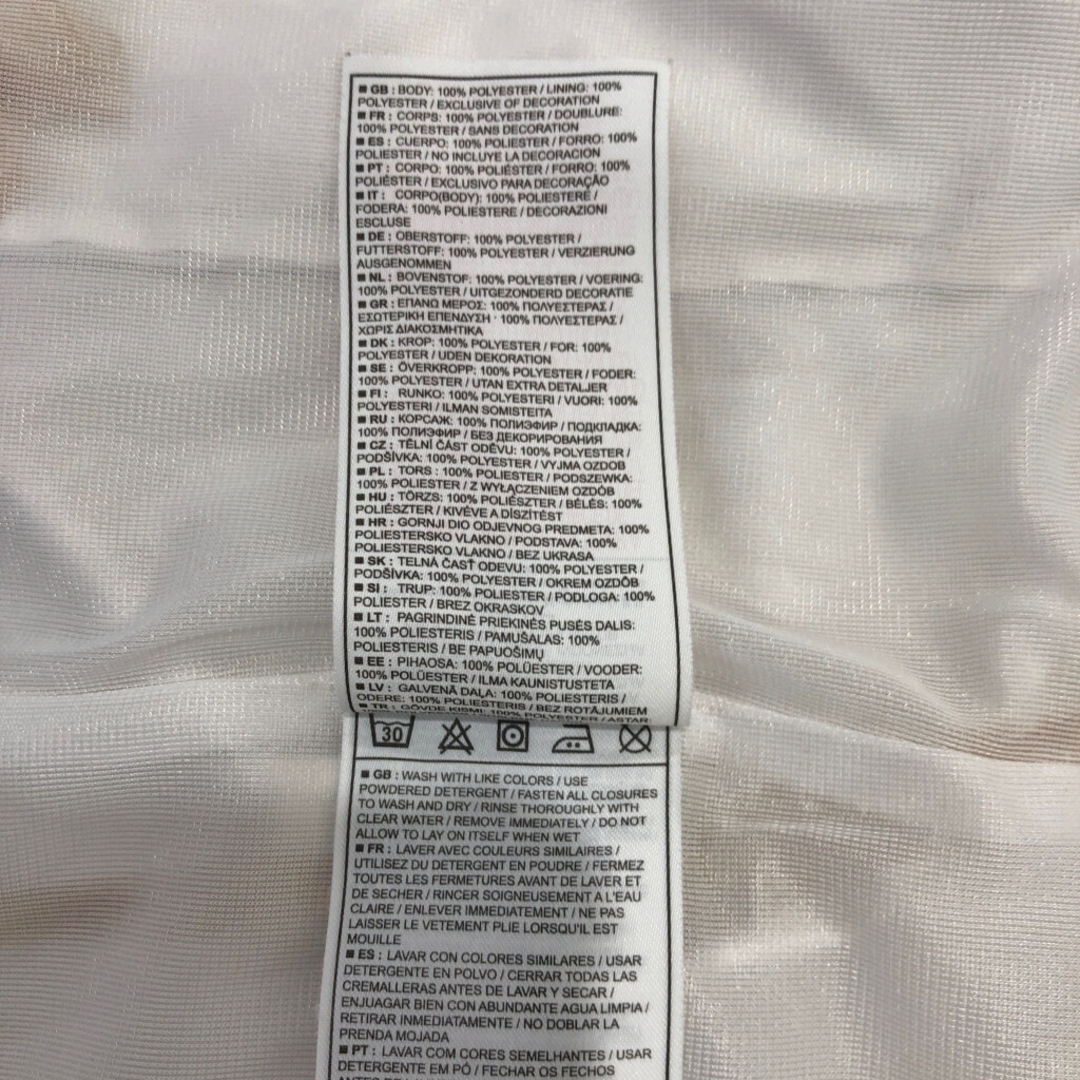 ■ GB : BODY: 100% POLYESTER / LINING: 100%
POLYESTER / EXCLUSIVE OF DECORATION
■ FR : CORPS: 100% POLYESTER / DOUBLURE:
100% POLYESTER / SANS DECORATION
■ ES : CUERPO: 100% POLIESTER / FORRO: 100%
POLIESTER / NO INCLUYE LA DECORACION
■ PT : CORPO: 100% POLIÉSTER / FORRO: 100%
POLIÉSTER / EXCLUSIVO PARA DECORAÇÃO
■ IT : CORPO(BODY): 100% POLIESTERE /
FODERA: 100% POLIESTERE / DECORAZIONI
ESCLUSE
■ DE : OBERSTOFF: 100% POLYESTER /
FUTTERSTOFF: 100% POLYESTER / VERZIERUNG
AUSGENOMMEN
■ NL : BOVENSTOF: 100% POLYESTER / VOERING:
100% POLYESTER / UITGEZONDERD DECORATIE
■ GR : ΕΠΑΝΩ ΜΕΡΟΣ: 100% ΠΟΛΥΕΣΤΕΡΑΣ /
ΕΣΩΤΕΡΙΚΗ ΕΠΕΝΔΥΣΗ · 100% ΠΟΛΥΕΣΤΕΡΑΣ /
ΧΩΡΙΣ ΔΙΑΚΟΣΜΗΤΙΚΑ
■ DK : KROP: 100% POLYESTER / FOR: 100%
POLYESTER / UDEN DEKORATION
■ SE : ÖVERKROPP: 100% POLYESTER / FODER:
100% POLYESTER / UTAN EXTRA DETALJER
■ FI : RUNKO: 100% POLYESTERI / VUORI: 100%
POLYESTERI / ILMAN SOMISTEITA
■ RU : КОРСАЖ: 100% ПОЛИЭФИР / ПОДКЛАДКА:
100% ПОЛИЭФИР / БЕЗ ДЕКОРИРОВАНИЯ
■ CZ : TĚLNÍ ČÁST ODĚVU: 100% POLYESTER /
PODŠÍVKA: 100% POLYESTER / VYJMA OZDOB
■ PL : TORS : 100% POLIESTER / PODSZEWKA:
100% POLIESTER / Z WYŁĄCZENIEM OZDÓB
■ HU : TÖRZS: 100% POLIÉSZTER / BÉLÉS: 100%
POLIÉSZTER / KIVÉVE A DÍSZÍTÉST
■ HR : GORNJI DIO ODJEVNOG PREDMETA: 100%
POLIESTERSKO VLAKNO / PODSTAVA: 100%
POLIESTERSKO VLAKNO / BEZ UKRASA
■ SK : TELNÁ ČASŤ ODEVU: 100% POLYESTER /
PODŠÍVKA: 100% POLYESTER / OKREM OZDÔB
■ SI : TRUP: 100% POLIESTER / PODLOGA: 100%
POLIESTER / BREZ OKRASKOV
■ LT : PAGRINDINĖ PRIEKINĖS PUSĖS DALIS:
100% POLIESTERIS / PAMUŠALAS: 100%
POLIESTERIS / BE PAPUOŠIMŲ
■ EE : PIHAOSA: 100% POLÜESTER / VOODER:
100% POLÜESTER / ILMA KAUNISTUSTETA
■ LV : GALVENĀ DAĻA: 100% POLIESTERIS /
ODERE: 100% POLIESTERIS / BEZ ROTĀJUMIEM
■ TR : GÖVDE KISMI: 100% POLYESTER / ASTAR:
30
■ GB : WASH WITH LIKE COLORS / USE
POWDERED DETERGENT / FASTEN ALL CLOSURES
TO WASH AND DRY / RINSE THOROUGHLY WITH
CLEAR WATER / REMOVE IMMEDIATELY / DO NOT
ALLOW TO LAY ON ITSELF WHEN WET
■ FR : LAVER AVEC COULEURS SIMILAIRES /
UTILISEZ DU DETERGENT EN POUDRE / FERMEZ
TOUTES LES FERMETURES AVANT DE LAVER ET
DE SECHER / RINCER SOIGNEUSEMENT A L'EAU
CLAIRE / ENLEVER IMMEDIATEMENT / NE PAS
LAISSER LE VETEMENT PLIE LORSQU'IL EST
MOUILLE
■ ES : LAVAR CON COLORES SIMILARES / USAR
DETERGENTE EN POLVO / CERRAR TODAS LAS
CREMALLERAS ANTES DE LAVAR Y SECAR /
ENJUAGAR BIEN CON ABUNDANTE AGUA LIMPIA /
RETIRAR INMEDIATAMENTE / NO DOBLAR LA
PRENDA MOJADA
■ PT : LAVAR COM CORES SEMELHANTES / USAR
DETERGENTE EM PÓ / FECHAR OS FECHOS